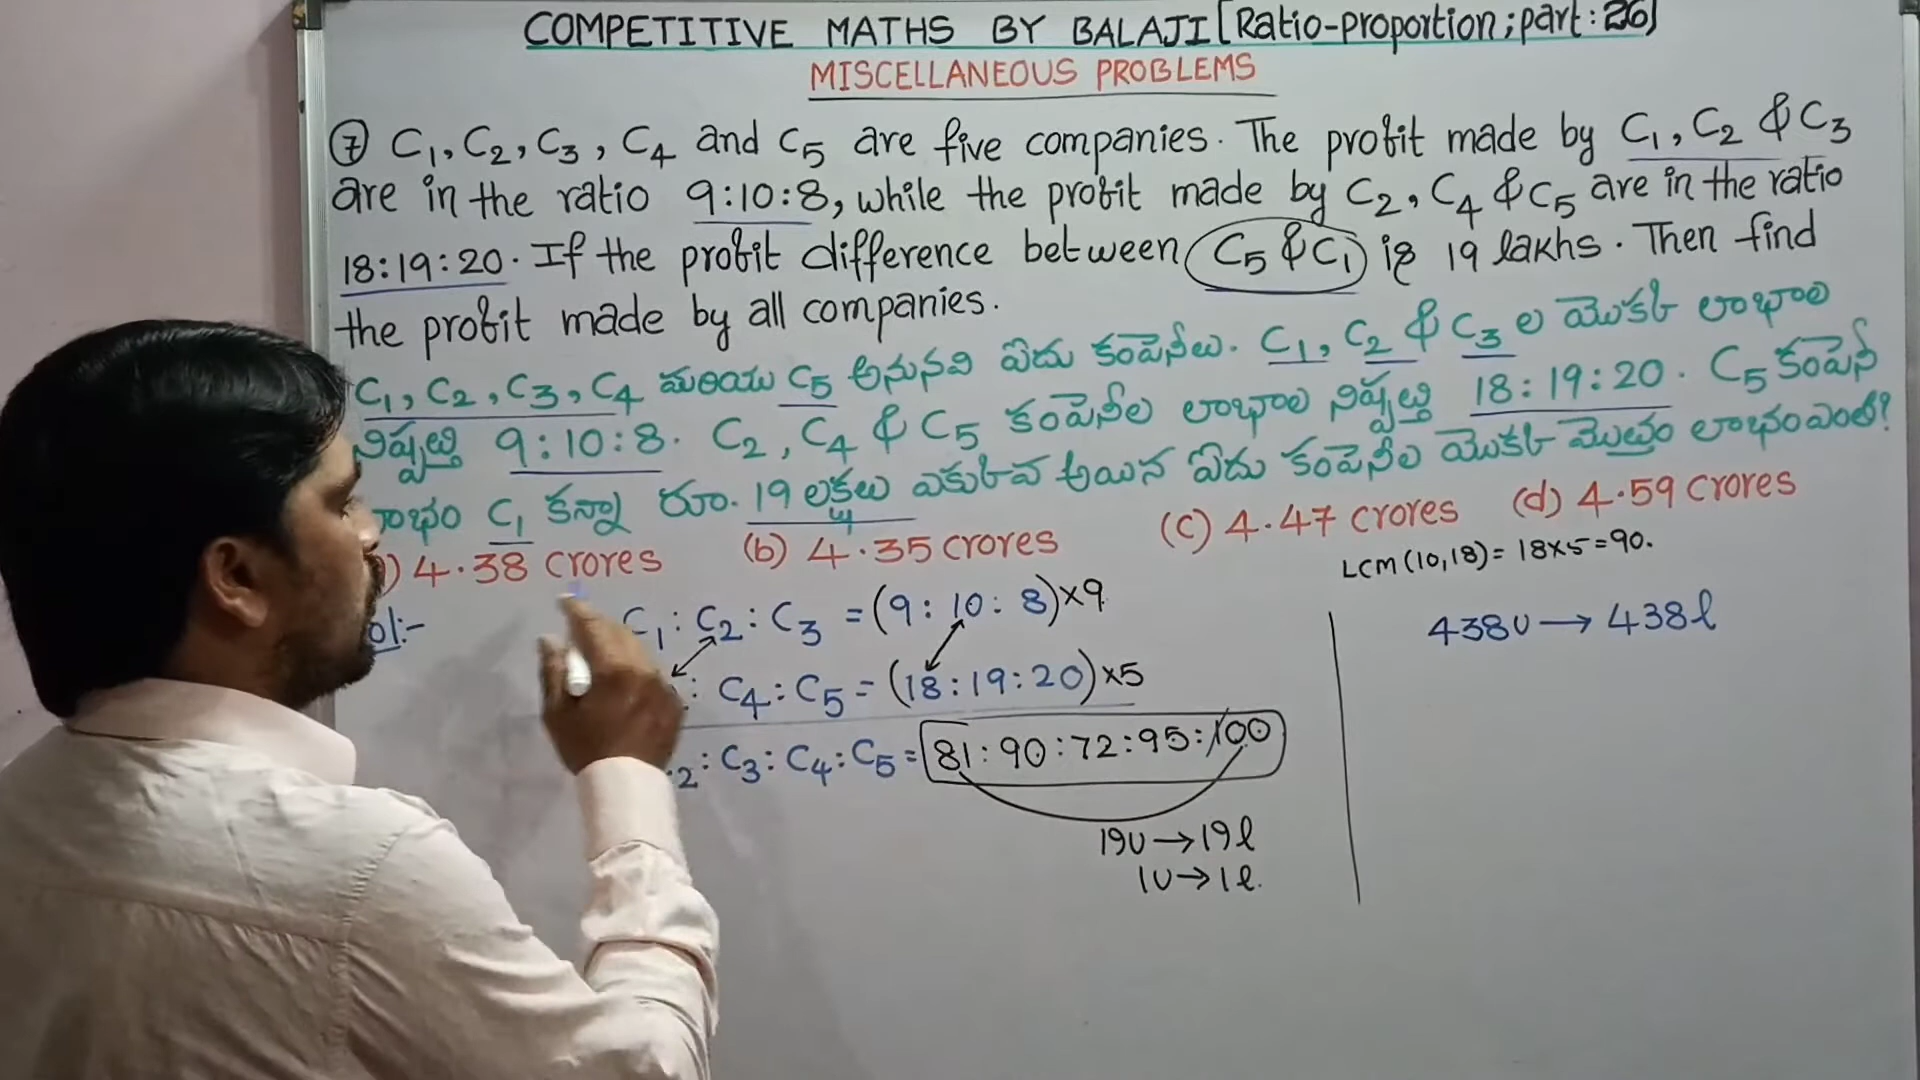 COMPETITIVE MATHS BY BALAJI [Ratio-proportion; part: 26]
MISCELLANEOUS PROBLEMS
⑦ C₁, C₂, C₃, C₄ and C₅ are five companies. The profit made by C₁, C₂ & C₃
are in the ratio 9:10:8, while the profit made by C₂, C₄ & C₅ are in the ratio
18:19:20. If the profit difference between C₅ & C₁ is 19 lakhs. Then find
the profit made by all companies.
C₁, C₂, C₃, C₄ మరియు C₅ అనునవి ఐదు కంపెనీలు. C₁, C₂ & C₃ ల యొక్క లాభాల
నిష్పత్తి 9:10:8. C₂, C₄ & C₅ కంపెనీల లాభాల నిష్పత్తి 18:19:20. C₅ కంపెనీ
లాభం C₁ కన్నా రూ. 19 లక్షలు ఎక్కువ అయిన ఐదు కంపెనీల యొక్క మొత్తం లాభం ఎంత?
) 4.38 crores (b) 4.35 crores (c) 4.47 crores (d) 4.59 crores
LCM (10,18) = 18×5 = 90.
ol:- C₁ : C₂ : C₃ = (9 : 10 : 8)×9
: C₄ : C₅ = (18:19:20)×5
₂ : C₃ : C₄ : C₅ = 81:90:72:95:100
19U → 19l
1U → 1l.
438U → 438l